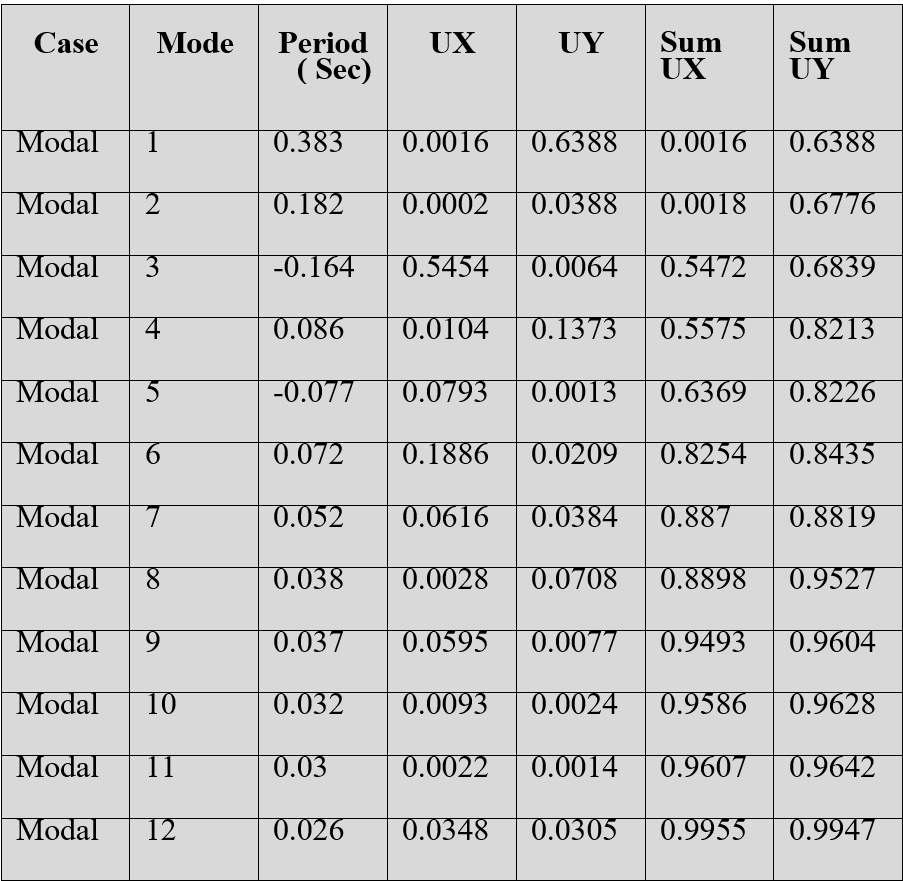 Case Mode Period ( Sec) UX UY Sum UX Sum UY
Modal 1 0.383 0.0016 0.6388 0.0016 0.6388
Modal 2 0.182 0.0002 0.0388 0.0018 0.6776
Modal 3 -0.164 0.5454 0.0064 0.5472 0.6839
Modal 4 0.086 0.0104 0.1373 0.5575 0.8213
Modal 5 -0.077 0.0793 0.0013 0.6369 0.8226
Modal 6 0.072 0.1886 0.0209 0.8254 0.8435
Modal 7 0.052 0.0616 0.0384 0.887 0.8819
Modal 8 0.038 0.0028 0.0708 0.8898 0.9527
Modal 9 0.037 0.0595 0.0077 0.9493 0.9604
Modal 10 0.032 0.0093 0.0024 0.9586 0.9628
Modal 11 0.03 0.0022 0.0014 0.9607 0.9642
Modal 12 0.026 0.0348 0.0305 0.9955 0.9947